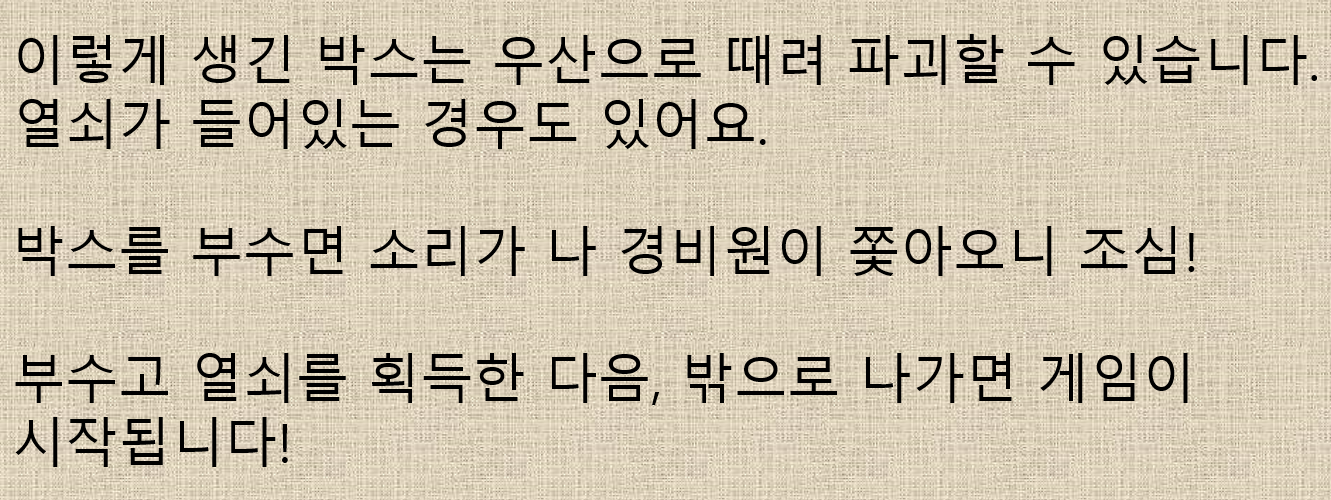 이렇게 생긴 박스는 우산으로 때려 파괴할 수 있습니다.
열쇠가 들어있는 경우도 있어요.
박스를 부수면 소리가 나 경비원이 쫓아오니 조심!
부수고 열쇠를 획득한 다음, 밖으로 나가면 게임이
시작됩니다!